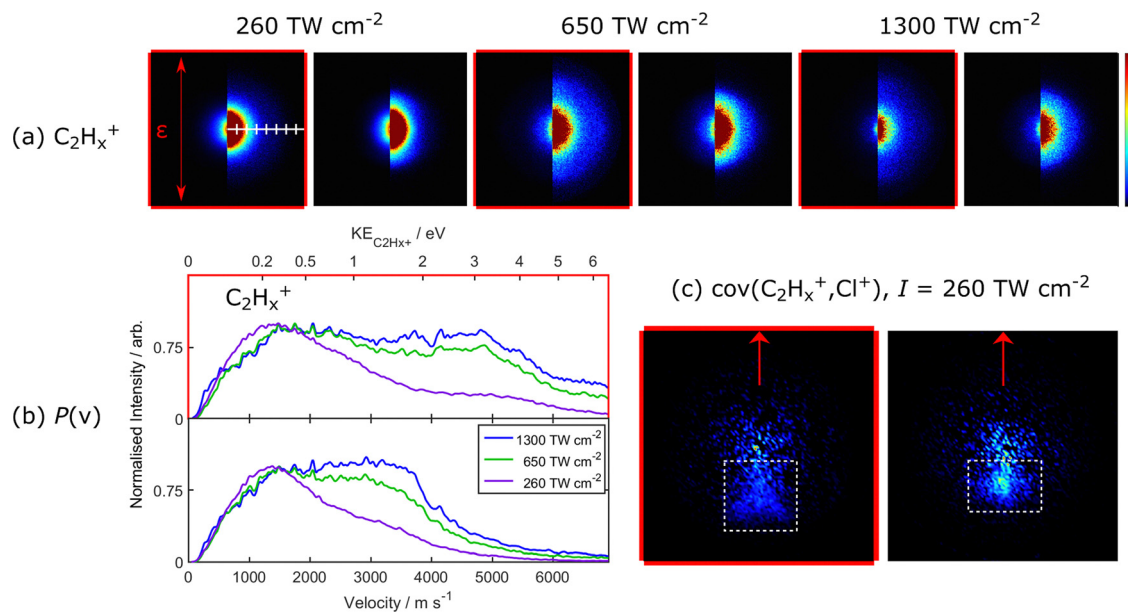 260 TW cm⁻² 650 TW cm⁻² 1300 TW cm⁻²
(a) C₂Hₓ⁺
ε
KE_C2Hx+ / eV
0 0.2 0.5 1 2 3 4 5 6
(c) cov(C₂Hₓ⁺,Cl⁺), I = 260 TW cm⁻²
C₂Hₓ⁺
0.75
0
(b) P(v)
Normalised Intensity / arb.
1300 TW cm⁻²
650 TW cm⁻²
260 TW cm⁻²
0.75
0
0 1000 2000 3000 4000 5000 6000
Velocity / m s⁻¹